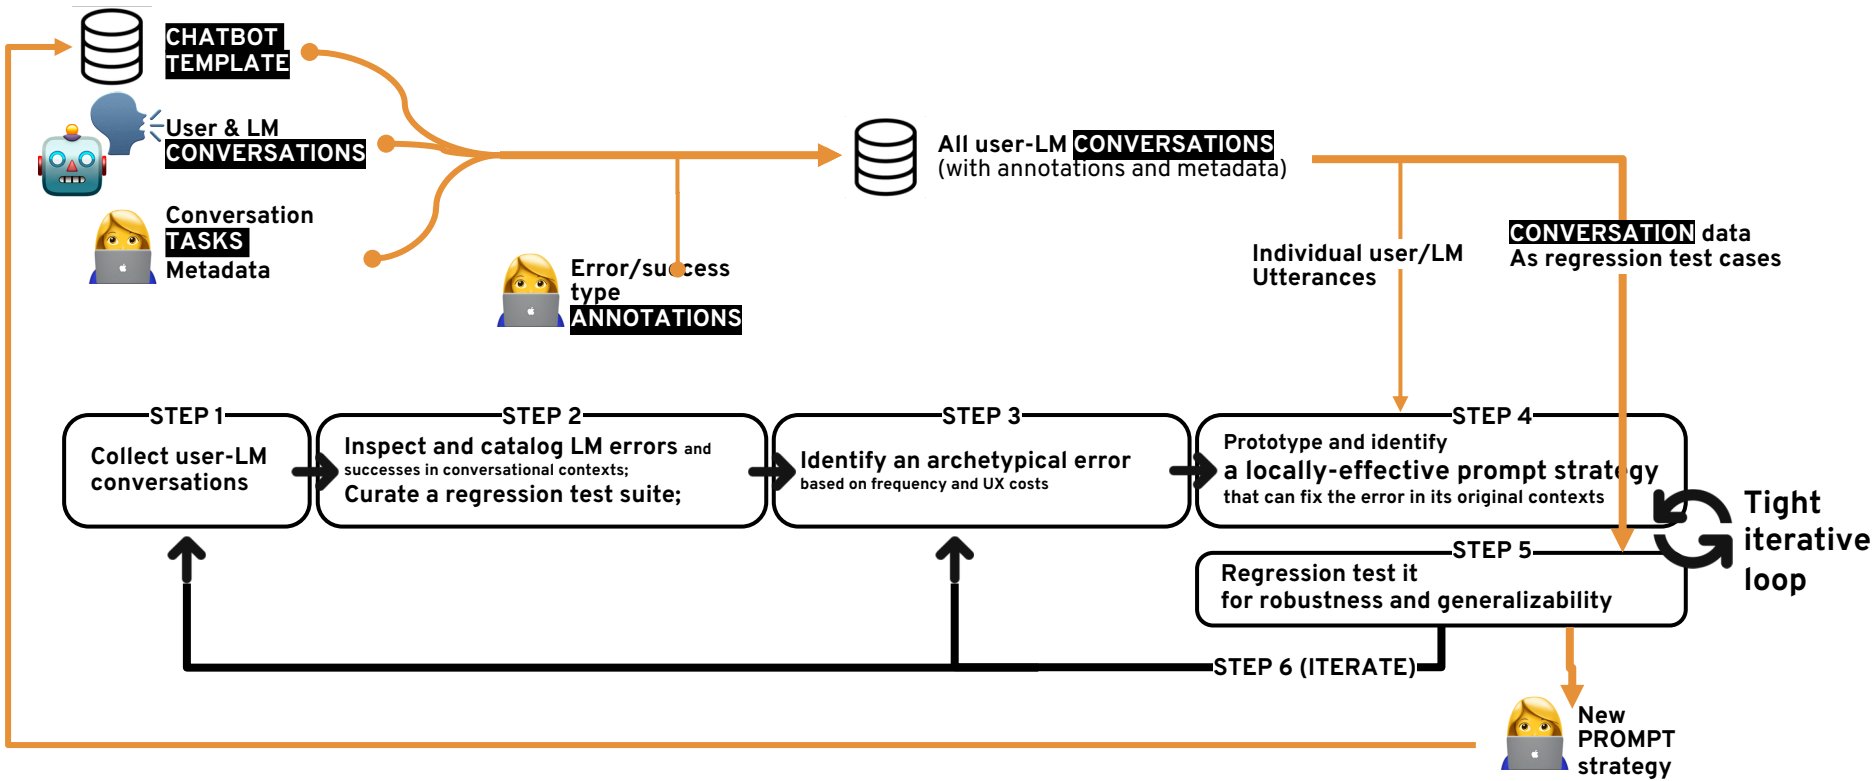 CHATBOT
TEMPLATE
User & LM
CONVERSATIONS
Conversation
TASKS
Metadata
Error/success
type
ANNOTATIONS
All user-LM CONVERSATIONS
(with annotations and metadata)
Individual user/LM
Utterances
CONVERSATION data
As regression test cases
STEP 1
Collect user-LM
conversations
STEP 2
Inspect and catalog LM errors and
successes in conversational contexts;
Curate a regression test suite;
STEP 3
Identify an archetypical error
based on frequency and UX costs
STEP 4
Prototype and identify
a locally-effective prompt strategy
that can fix the error in its original contexts
Tight
iterative
loop
STEP 5
Regression test it
for robustness and generalizability
STEP 6 (ITERATE)
New
PROMPT
strategy